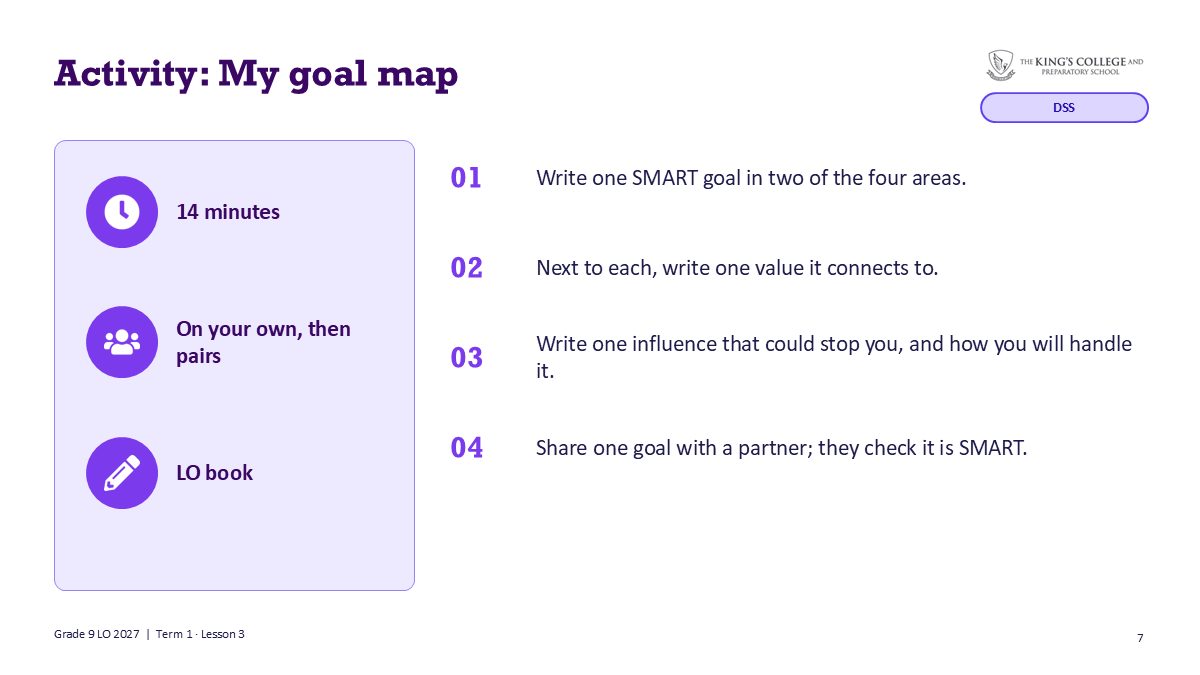 Activity: My goal map
THE KING'S COLLEGE AND
PREPARATORY SCHOOL
DSS
14 minutes
On your own, then
pairs
LO book
01
Write one SMART goal in two of the four areas.
02
Next to each, write one value it connects to.
03
Write one influence that could stop you, and how you will handle
it.
04
Share one goal with a partner; they check it is SMART.
Grade 9 LO 2027 | Term 1 · Lesson 3
7